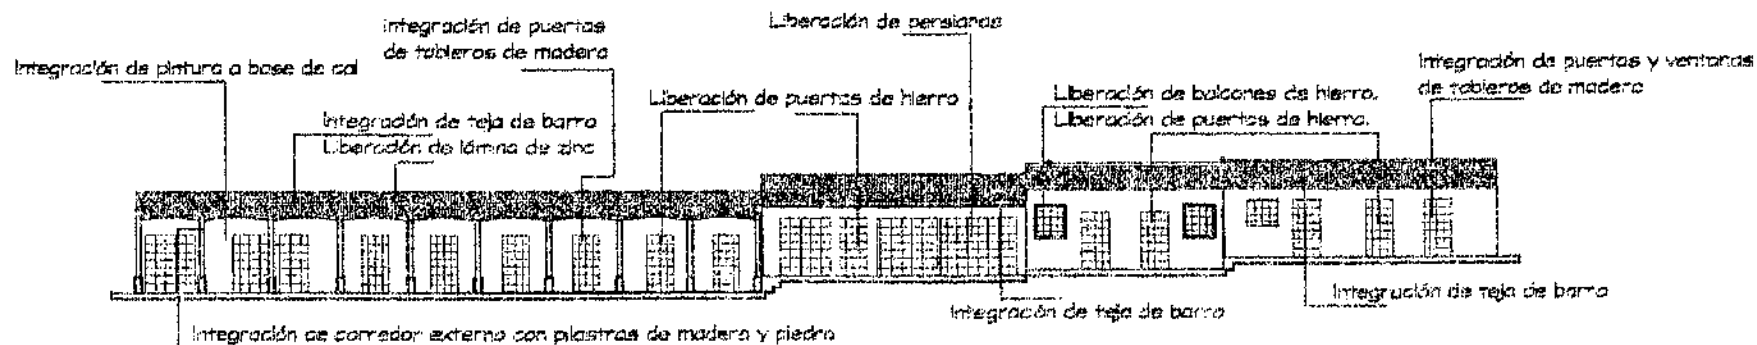 Integración de pintura a base de cal
Integración de puertas
de tableros de madera
Integración de teja de barro
Liberación de lámina de zinc
Liberación de persianas
Liberación de puertas de hierro
Liberación de balcones de hierro.
Liberación de puertas de hierro.
Integración de puertas y ventanas
de tableros de madera
Integración de corredor externo con pilastras de madera y piedra
Integración de teja de barro
Integración de teja de barro